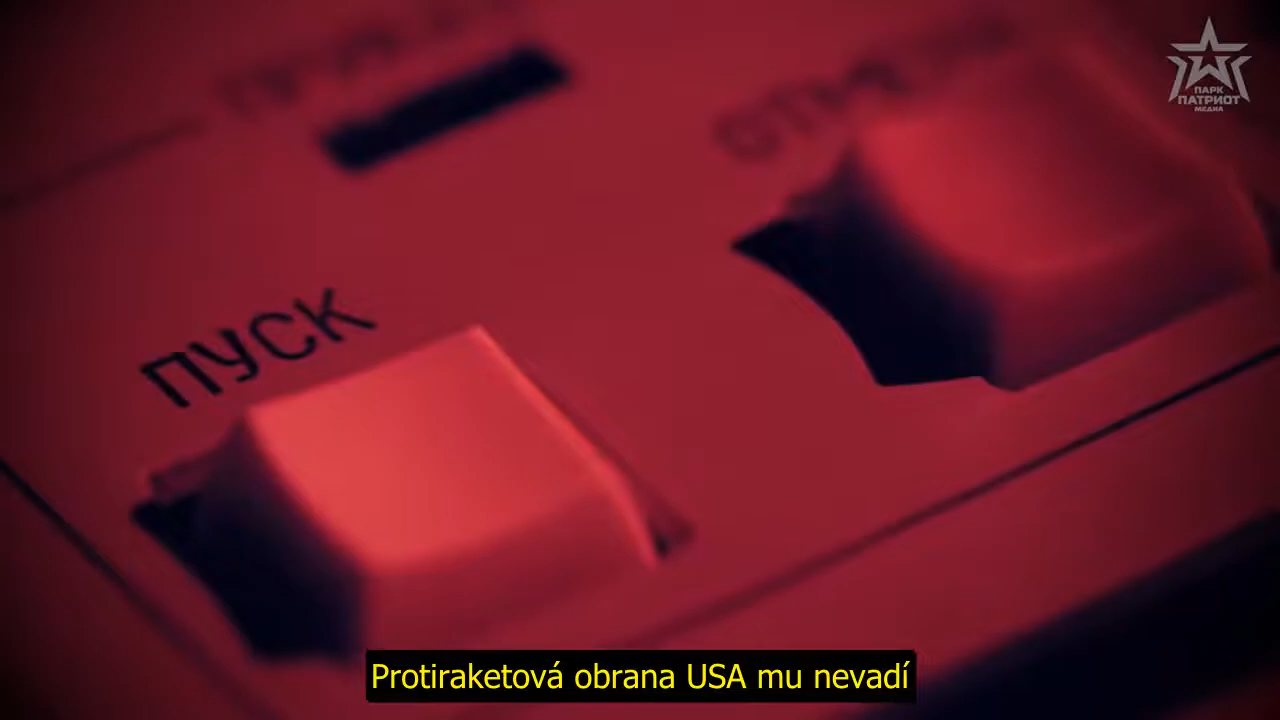 ПАРК
ПАТРИОТ
МЕДИА
ПУСК
Protiraketová obrana USA mu nevadí